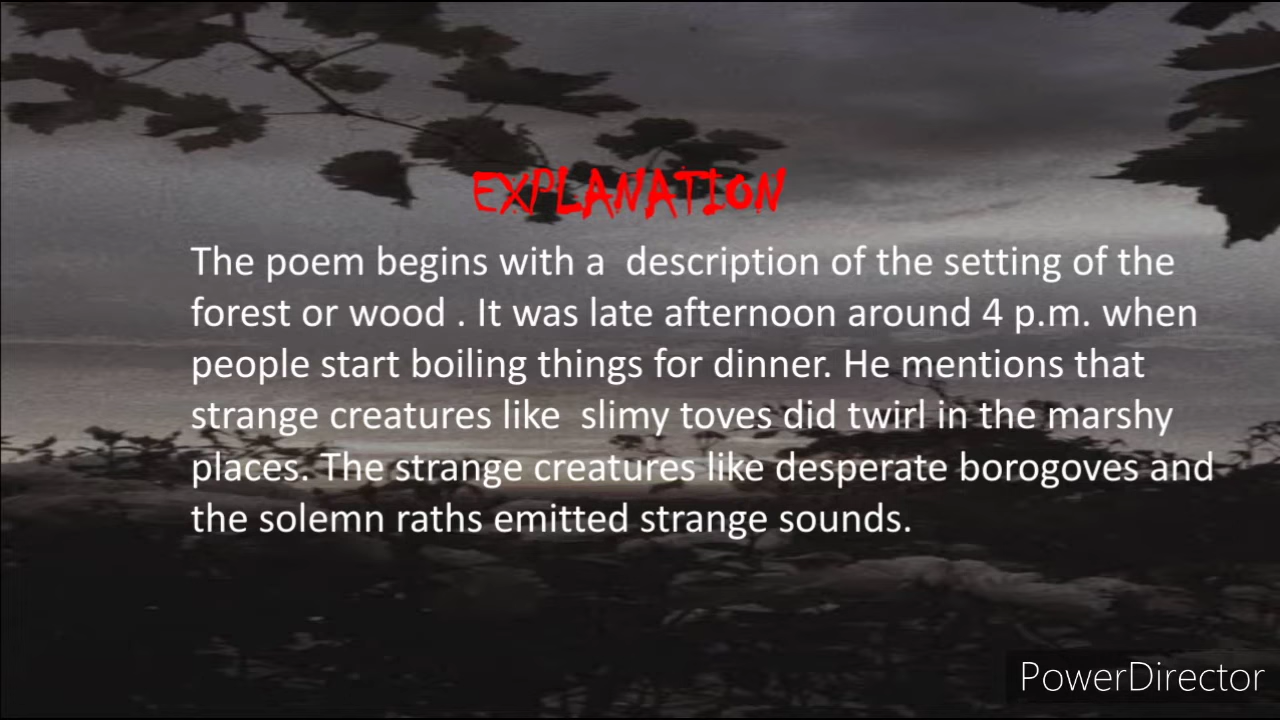 EXPLANATION
The poem begins with a  description of the setting of the
forest or wood . It was late afternoon around 4 p.m. when
people start boiling things for dinner. He mentions that
strange creatures like  slimy toves did twirl in the marshy
places. The strange creatures like desperate borogoves and
the solemn raths emitted strange sounds.
PowerDirector